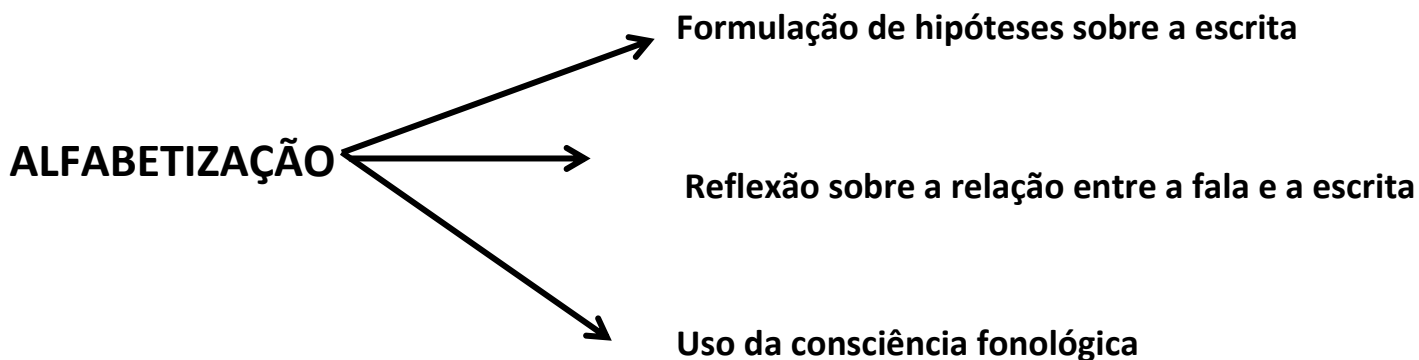 Formulação de hipóteses sobre a escrita
ALFABETIZAÇÃO
Reflexão sobre a relação entre a fala e a escrita
Uso da consciência fonológica